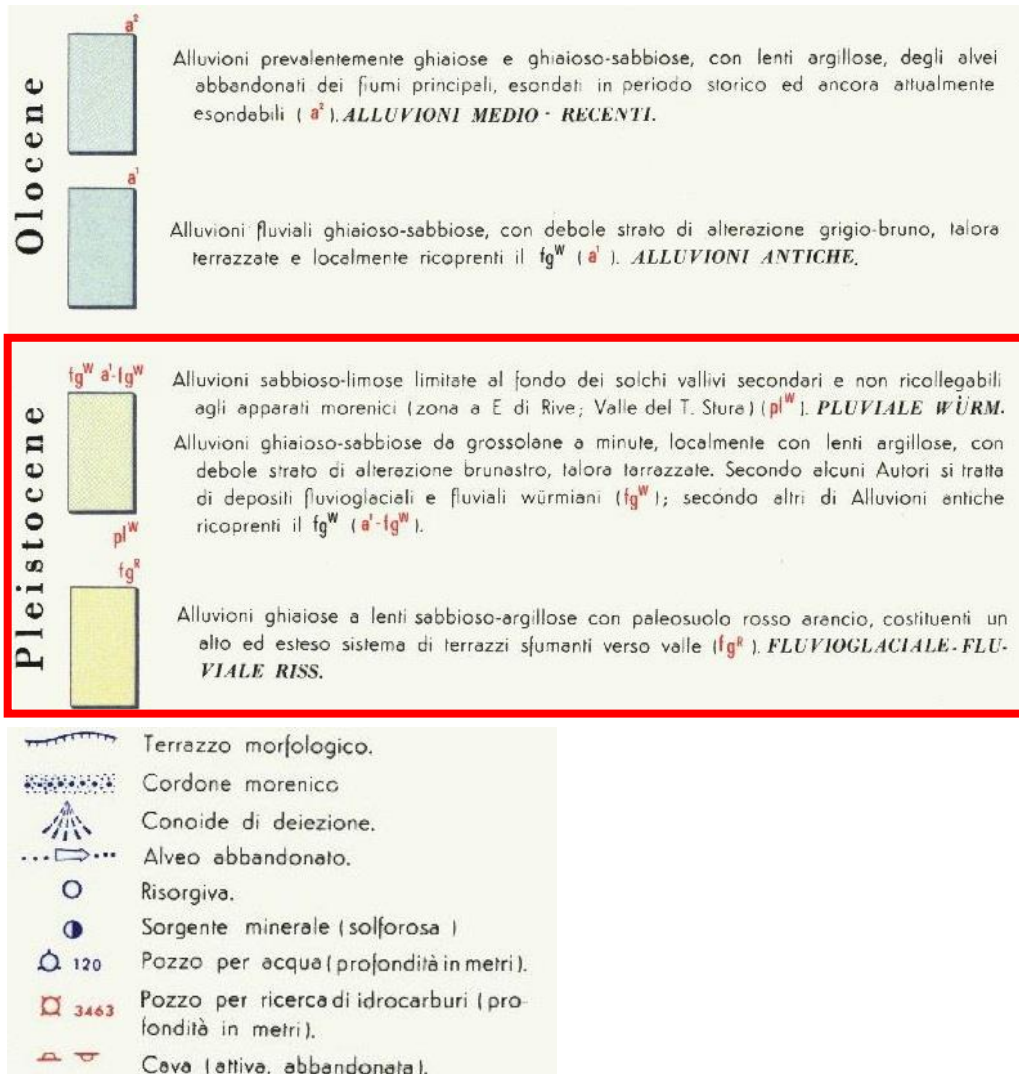 Olocene
a²
Alluvioni prevalentemente ghiaiose e ghiaioso-sabbiose, con lenti argillose, degli alvei
abbandonati dei fiumi principali, esondati in periodo storico ed ancora attualmente
esondabili ( a² ). ALLUVIONI MEDIO - RECENTI.
a¹
Alluvioni fluviali ghiaioso-sabbiose, con debole strato di alterazione grigio-bruno, talora
terrazzate e localmente ricoprenti il fgᵂ ( a¹ ). ALLUVIONI ANTICHE.
Pleistocene
fgᵂ a¹-fgᵂ
Alluvioni sabbioso-limose limitate al fondo dei solchi vallivi secondari e non ricollegabili
agli apparati morenici (zona a E di Rive; Valle del T. Stura) (plᵂ ). PLUVIALE WÜRM.
Alluvioni ghiaioso-sabbiose da grossolane a minute, localmente con lenti argillose, con
debole strato di alterazione brunastro, talora tarrazzate. Secondo alcuni Autori si tratta
di depositi fluvioglaciali e fluviali würmiani (fgᵂ ); secondo altri di Alluvioni antiche
ricoprenti il fgᵂ ( a¹-fgᵂ ).
plᵂ
fgᴿ
Alluvioni ghiaiose a lenti sabbioso-argillose con paleosuolo rosso arancio, costituenti un
alto ed esteso sistema di terrazzi sfumanti verso valle (fgᴿ ). FLUVIOGLACIALE-FLU-
VIALE RISS.
Terrazzo morfologico.
Cordone morenico
Conoide di deiezione.
Alveo abbandonato.
Risorgiva.
Sorgente minerale (solforosa )
120 Pozzo per acqua (profondità in metri).
3463 Pozzo per ricerca di idrocarburi (pro-
fondità in metri).
Cava (attiva, abbandonata).